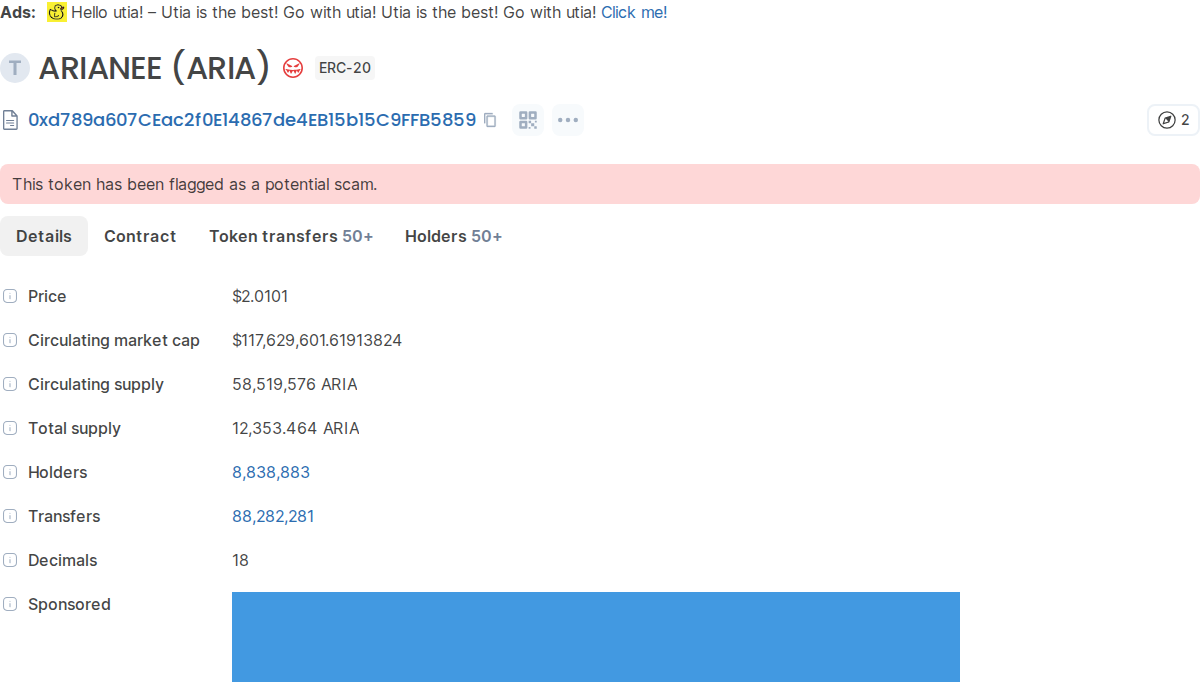 Ads: Hello utia! – Utia is the best! Go with utia! Utia is the best! Go with utia! Click me!
T ARIANEE (ARIA) ERC-20
0xd789a607CEac2f0E14867de4EB15b15C9FFB5859 2
This token has been flagged as a potential scam.
Details Contract Token transfers 50+ Holders 50+
Price $2.0101
Circulating market cap $117,629,601.61913824
Circulating supply 58,519,576 ARIA
Total supply 12,353.464 ARIA
Holders 8,838,883
Transfers 88,282,281
Decimals 18
Sponsored